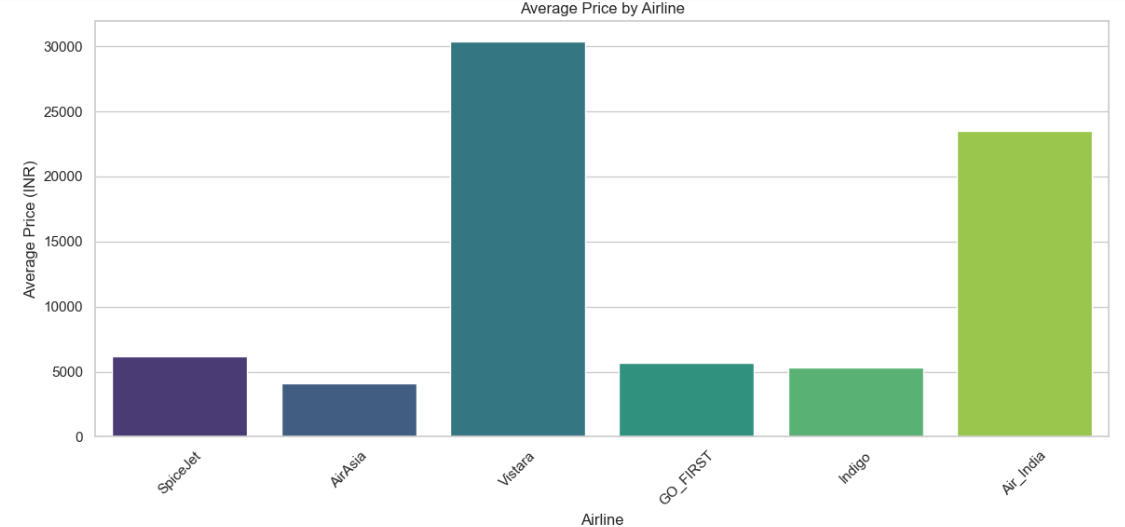 Average Price by Airline
30000
25000
20000
15000
10000
5000
0
Average Price (INR)
SpiceJet
AirAsia
Vistara
GO_FIRST
Indigo
Air_India
Airline